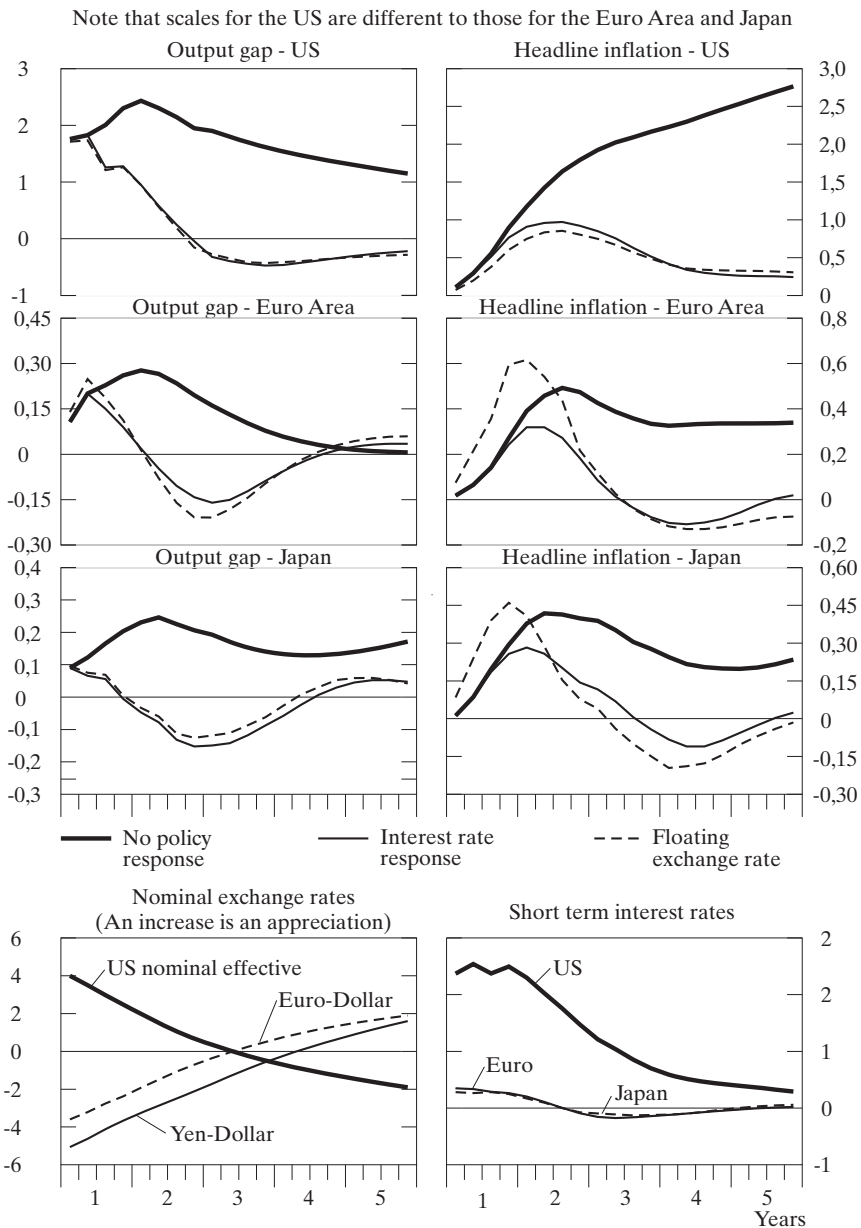 Note that scales for the US are different to those for the Euro Area and Japan
Output gap - US
Headline inflation - US
3
2
1
0
-1
3,0
2,5
2,0
1,5
1,0
0,5
0
Output gap - Euro Area
Headline inflation - Euro Area
0,45
0,30
0,15
0
-0,15
-0,30
0,8
0,6
0,4
0,2
0
-0,2
Output gap - Japan
Headline inflation - Japan
0,4
0,3
0,2
0,1
0
-0,1
-0,2
-0,3
0,60
0,45
0,30
0,15
0
-0,15
-0,30
No policy
response
Interest rate
response
Floating
exchange rate
Nominal exchange rates
(An increase is an appreciation)
Short term interest rates
6
4
2
0
-2
-4
-6
US nominal effective
Euro-Dollar
Yen-Dollar
2
2
1
0
-1
US
Euro
Japan
1 2 3 4 5
1 2 3 4 5
Years